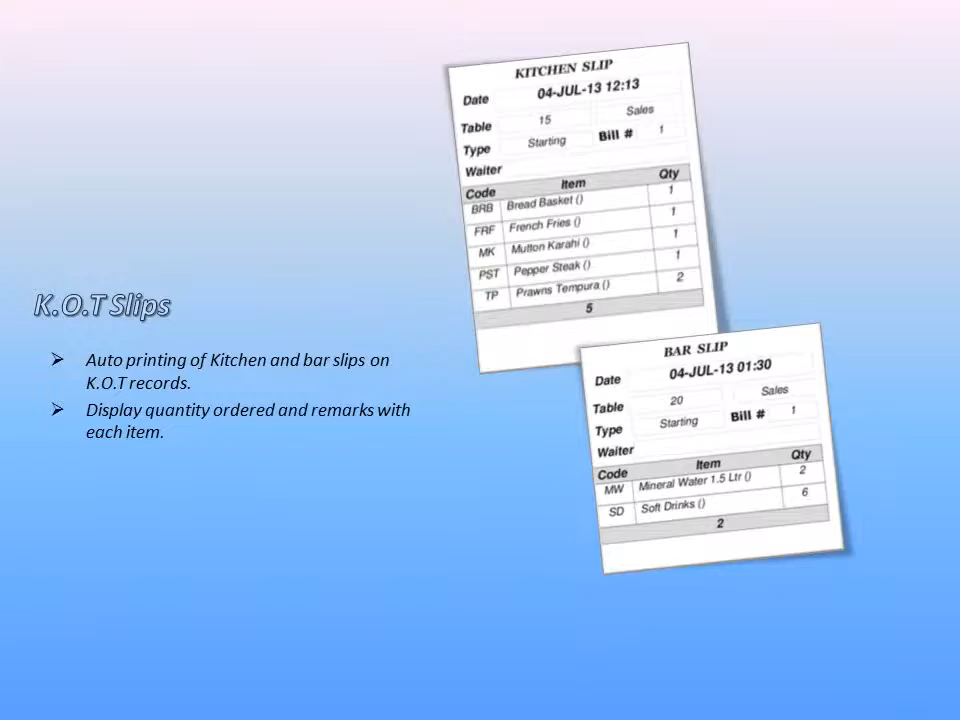 K.O.T Slips
Auto printing of Kitchen and bar slips on
K.O.T records.
Display quantity ordered and remarks with
each item.
KITCHEN SLIP
Date 04-JUL-13 12:13
Table 15 Sales
Type Starting Bill # 1
Waiter
Code Item Qty
BRB Bread Basket () 1
FRF French Fries () 1
MK Mutton Karahi () 1
PST Pepper Steak () 1
TP Prawns Tempura () 2
5
BAR SLIP
Date 04-JUL-13 01:30
Table 20 Sales
Type Starting Bill # 1
Waiter
Code Item Qty
MW Mineral Water 1.5 Ltr () 2
SD Soft Drinks () 6
2